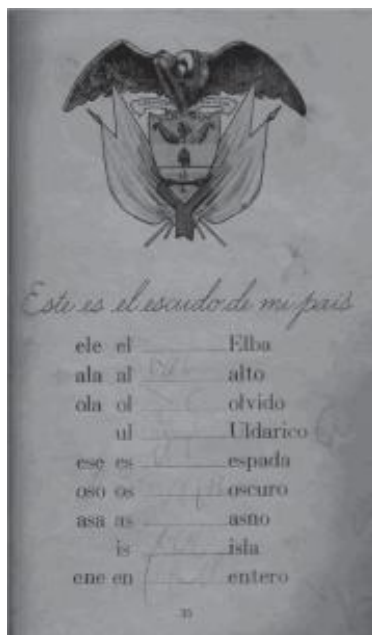 Este es el escudo de mi país
ele el Elba
ala al alto
ola ol olvido
ul Uldarico
ese es espada
oso os oscuro
asa as asno
is isla
ene en entero